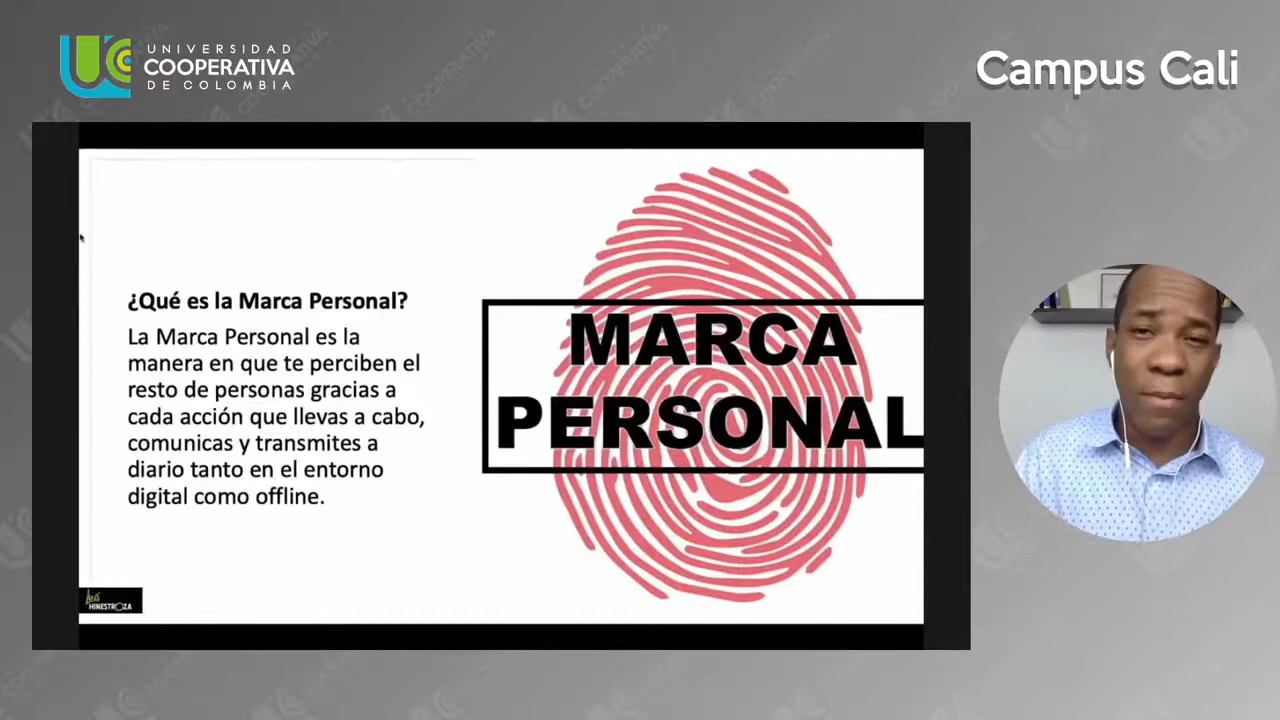 UNIVERSIDAD
COOPERATIVA
DE COLOMBIA
Campus Cali
¿Qué es la Marca Personal?
La Marca Personal es la
manera en que te perciben el
resto de personas gracias a
cada acción que llevas a cabo,
comunicas y transmites a
diario tanto en el entorno
digital como offline.
MARCA
PERSONAL
HINESTROZA